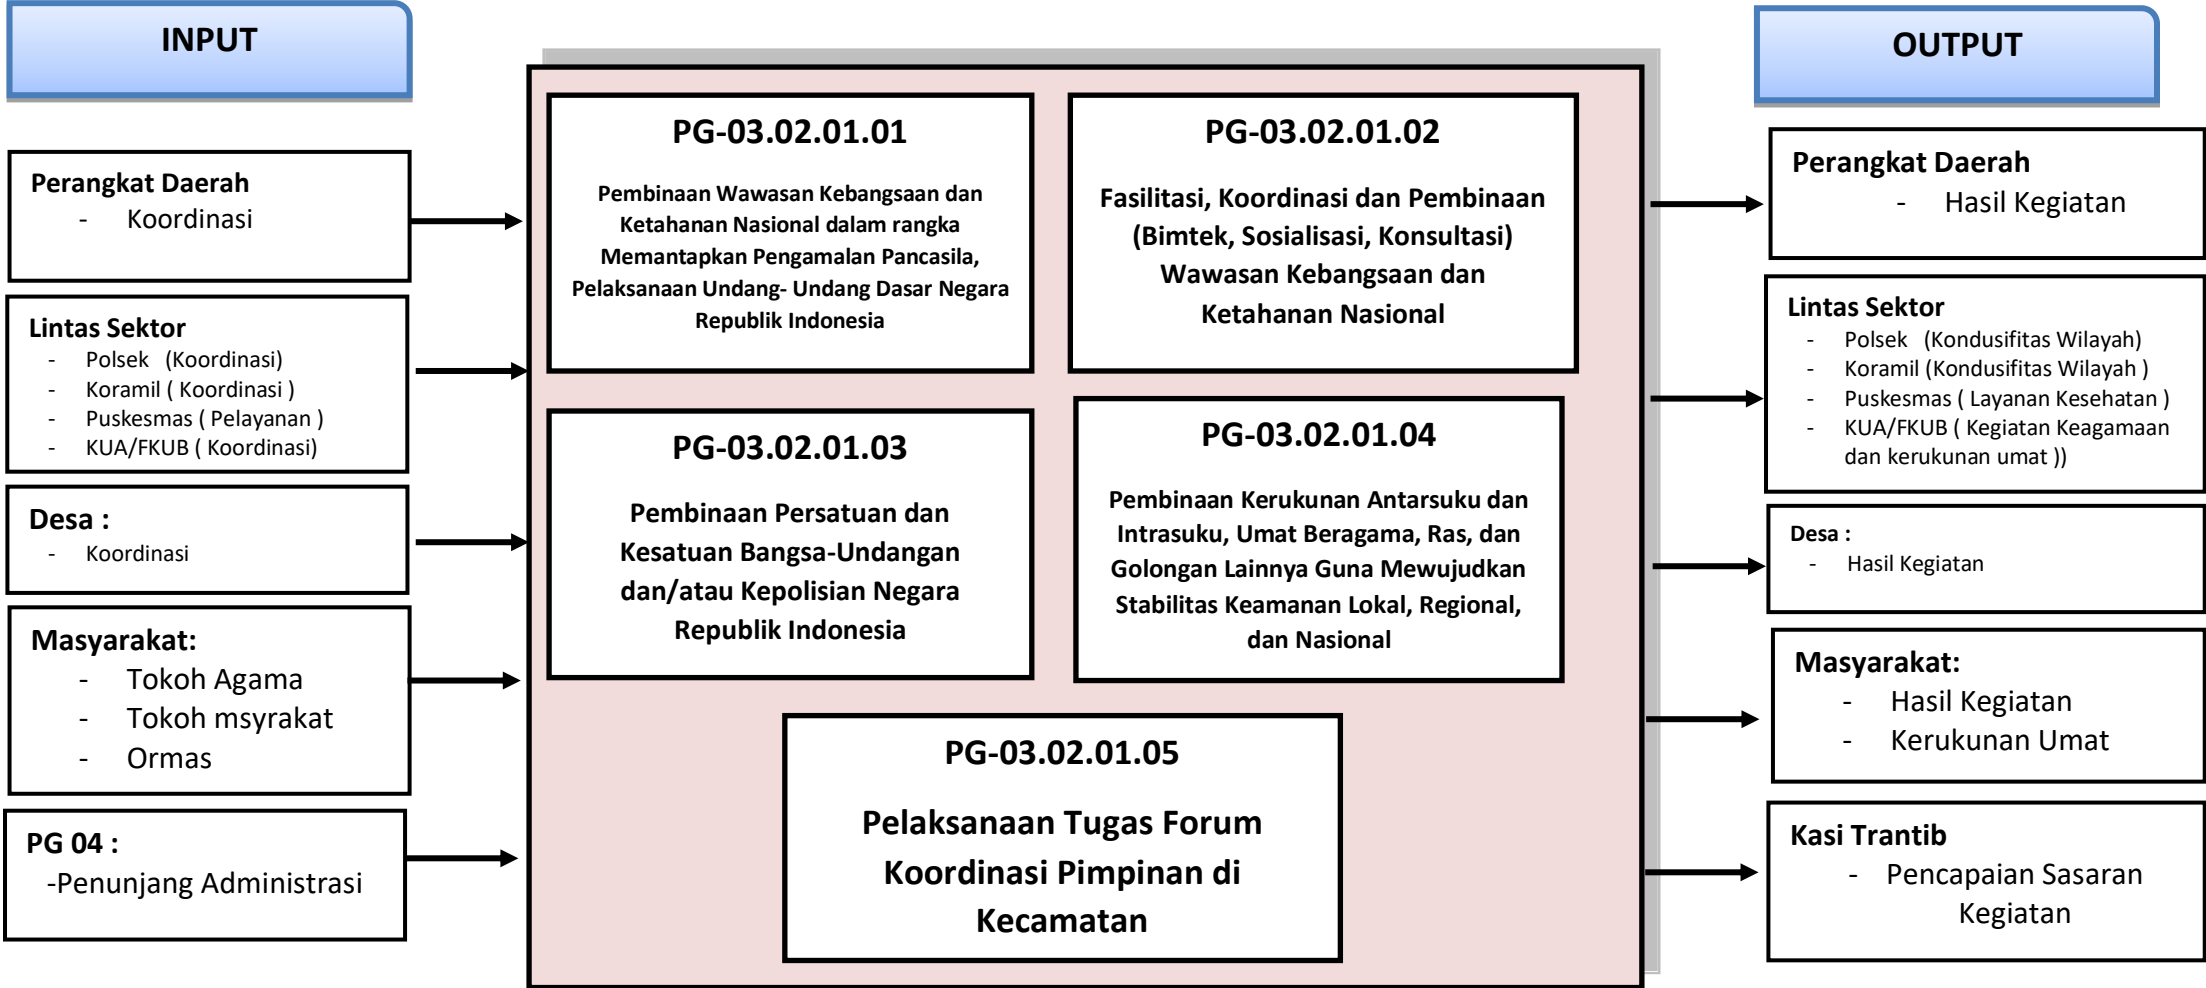 INPUT
Perangkat Daerah
- Koordinasi
Lintas Sektor
- Polsek (Koordinasi)
- Koramil ( Koordinasi )
- Puskesmas ( Pelayanan )
- KUA/FKUB ( Koordinasi)
Desa :
- Koordinasi
Masyarakat:
- Tokoh Agama
- Tokoh msyrakat
- Ormas
PG 04 :
-Penunjang Administrasi
PG-03.02.01.01
Pembinaan Wawasan Kebangsaan dan
Ketahanan Nasional dalam rangka
Memantapkan Pengamalan Pancasila,
Pelaksanaan Undang- Undang Dasar Negara
Republik Indonesia
PG-03.02.01.02
Fasilitasi, Koordinasi dan Pembinaan
(Bimtek, Sosialisasi, Konsultasi)
Wawasan Kebangsaan dan
Ketahanan Nasional
PG-03.02.01.03
Pembinaan Persatuan dan
Kesatuan Bangsa-Undangan
dan/atau Kepolisian Negara
Republik Indonesia
PG-03.02.01.04
Pembinaan Kerukunan Antarsuku dan
Intrasuku, Umat Beragama, Ras, dan
Golongan Lainnya Guna Mewujudkan
Stabilitas Keamanan Lokal, Regional,
dan Nasional
PG-03.02.01.05
Pelaksanaan Tugas Forum
Koordinasi Pimpinan di
Kecamatan
OUTPUT
Perangkat Daerah
- Hasil Kegiatan
Lintas Sektor
- Polsek (Kondusifitas Wilayah)
- Koramil (Kondusifitas Wilayah )
- Puskesmas ( Layanan Kesehatan )
- KUA/FKUB ( Kegiatan Keagamaan
dan kerukunan umat ))
Desa :
- Hasil Kegiatan
Masyarakat:
- Hasil Kegiatan
- Kerukunan Umat
Kasi Trantib
- Pencapaian Sasaran
Kegiatan